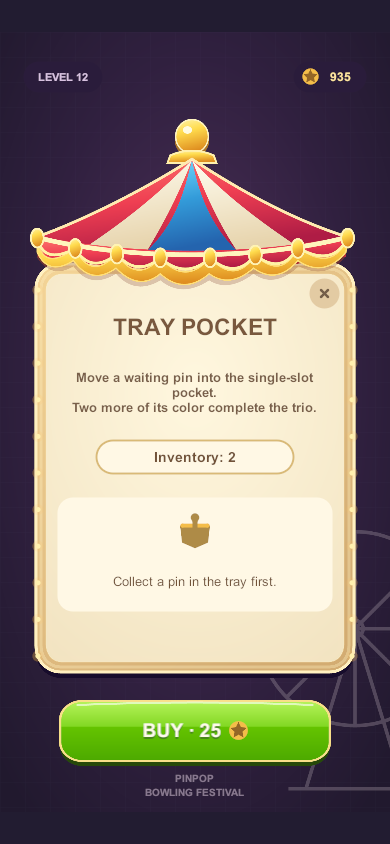 LEVEL 12
935
TRAY POCKET
Move a waiting pin into the single-slot
pocket.
Two more of its color complete the trio.
Inventory: 2
Collect a pin in the tray first.
BUY · 25
PINPOP
BOWLING FESTIVAL